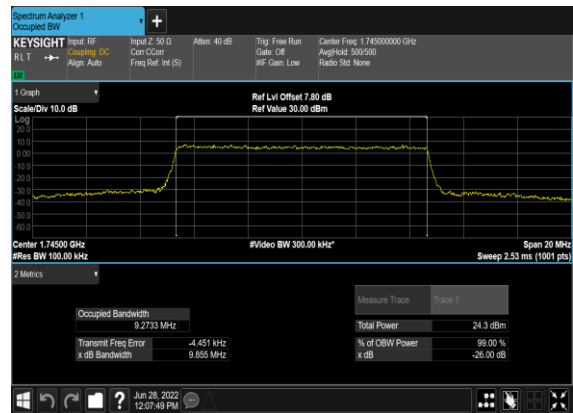 Spectrum Analyzer 1
Occupied BW
KEYSIGHT Input: RF Input Z: 50 Ω Atten: 40 dB Trig: Free Run Center Freq: 1.745000000 GHz
RLT Coupling: DC Corr CCorr Gate: Off Avg|Hold: 500/500
Align: Auto Freq Ref: Int (S) #IF Gain: Low Radio Std: None
LW
1 Graph
Ref Lvl Offset 7.80 dB
Scale/Div 10.0 dB Ref Value 30.00 dBm
Log
20.0
10.0
0.00
-10.0
-20.0
-30.0
-40.0
-50.0
-60.0
Center 1.74500 GHz #Video BW 300.00 kHz* Span 20 MHz
#Res BW 100.00 kHz Sweep 2.53 ms (1001 pts)
2 Metrics
Measure Trace Trace 1
Occupied Bandwidth
9.2733 MHz Total Power 24.3 dBm
Transmit Freq Error -4.451 kHz % of OBW Power 99.00 %
x dB Bandwidth 9.855 MHz x dB -26.00 dB
Jun 28, 2022
12:07:49 PM